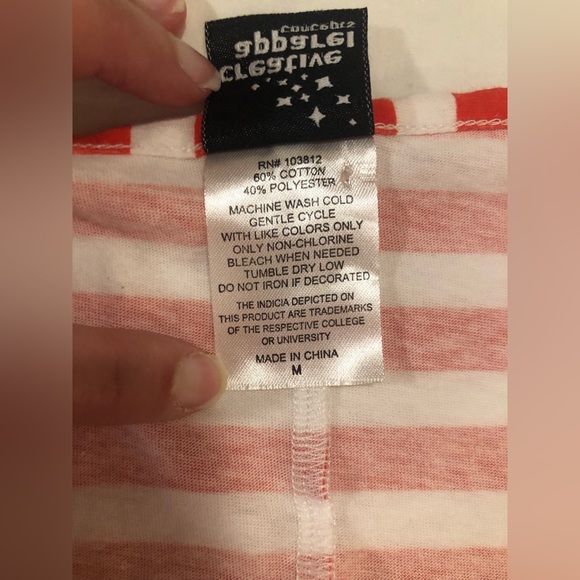 creative
apparel
concepts
RN# 103812
60% COTTON
40% POLYESTER
MACHINE WASH COLD
GENTLE CYCLE
WITH LIKE COLORS ONLY
ONLY NON-CHLORINE
BLEACH WHEN NEEDED
TUMBLE DRY LOW
DO NOT IRON IF DECORATED
THE INDICIA DEPICTED ON
THIS PRODUCT ARE TRADEMARKS
OF THE RESPECTIVE COLLEGE
OR UNIVERSITY
MADE IN CHINA
M